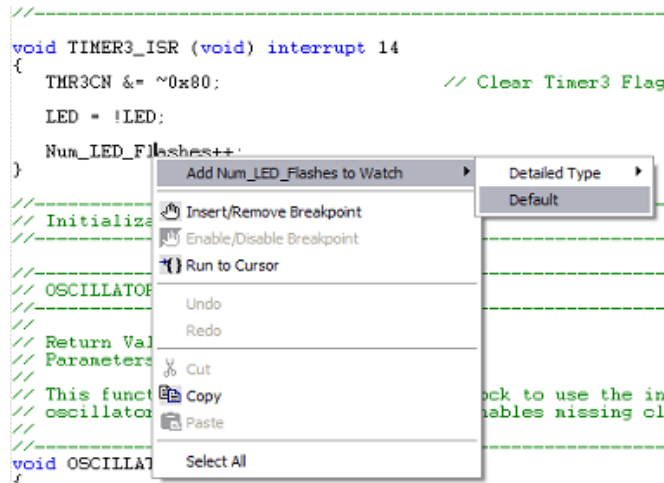 //------------------------------------------------------------
void TIMER3_ISR (void) interrupt 14
{
TMR3CN &= ~0x80; // Clear Timer3 Flag
LED = !LED;
Num_LED_Flashes++;
}
Add Num_LED_Flashes to Watch
Detailed Type
Default
Insert/Remove Breakpoint
Enable/Disable Breakpoint
Run to Cursor
Undo
Redo
Cut
Copy
Paste
Select All
//------------------------------------------------------------
// Initializa
//------------------------------------------------------------
//------------------------------------------------------------
// OSCILLATOR
//------------------------------------------------------------
//
// Return Val
// Parameters
//
// This funct ock to use the in
// oscillator ables missing cl
//
//------------------------------------------------------------
void OSCILLAT
{